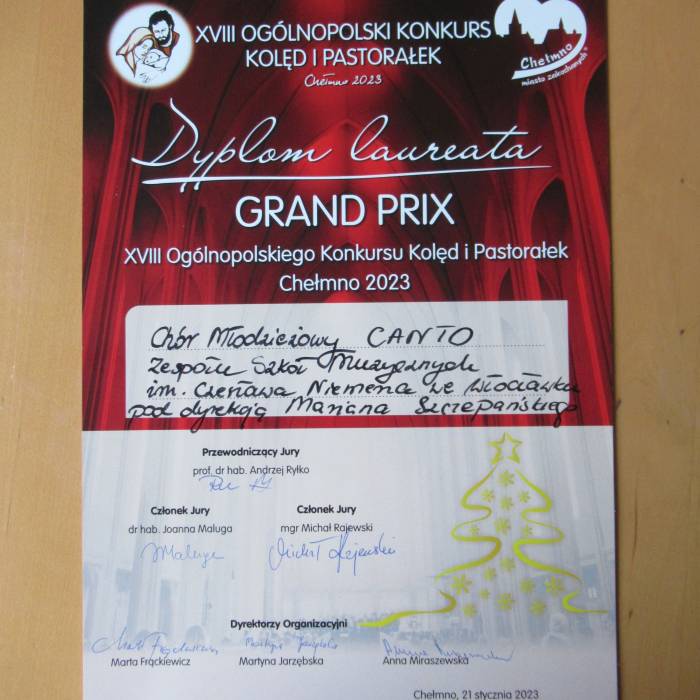 XVIII OGÓLNOPOLSKI KONKURS
KOLĘD I PASTORAŁEK
Chełmno 2023
Chełmno
miasto zakochanych
Dyplom laureata
GRAND PRIX
XVIII Ogólnopolskiego Konkursu Kolęd i Pastorałek
Chełmno 2023
Chór Młodzieżowy CANTO
Zespołu Szkół Muzycznych
im. Czesława Niemena we Włocławku
pod dyrekcją Mariana Szczepańskiego
Przewodniczący Jury
prof. dr hab. Andrzej Ryłko
Członek Jury
dr hab. Joanna Maluga
Maluga
Członek Jury
mgr Michał Rajewski
Michał Rajewski
Dyrektorzy Organizacyjni
Marta Frąckiewicz
Martyna Jarzębska
Anna Miraszewska
Chełmno, 21 stycznia 2023